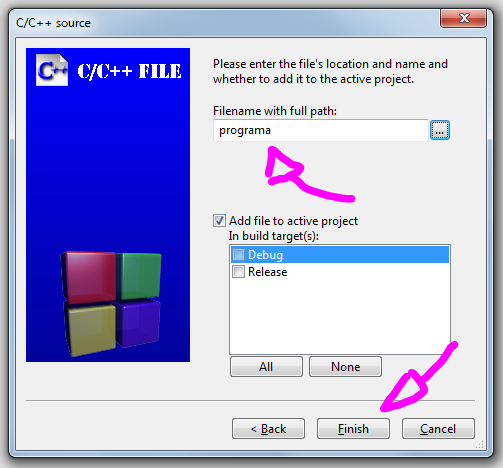 C/C++ source
C++
C/C++ FILE
Please enter the file's location and name and
whether to add it to the active project.
Filename with full path:
programa
...
Add file to active project
In build target(s):
Debug
Release
All
None
< Back
Finish
Cancel